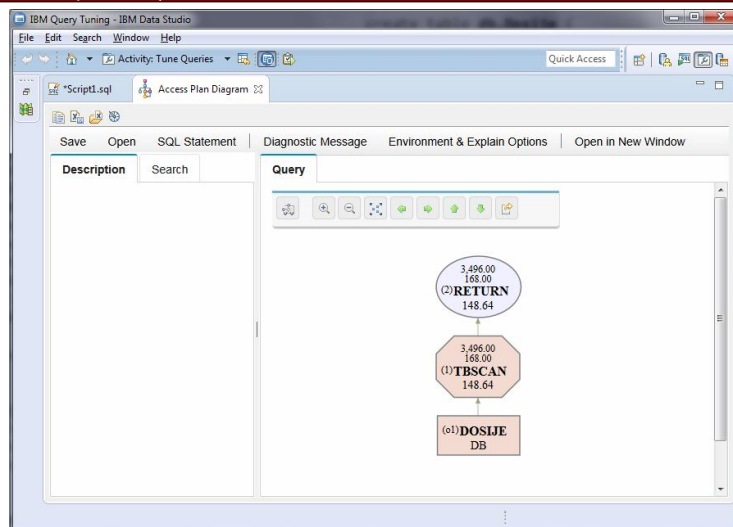 IBM Query Tuning - IBM Data Studio
File Edit Search Window Help
Activity: Tune Queries
Quick Access
*Script1.sql
Access Plan Diagram
Save Open SQL Statement Diagnostic Message Environment & Explain Options Open in New Window
Description Search
Query
3,496.00
168.00
(2)RETURN
148.64
3,496.00
168.00
(1)TBSCAN
148.64
(o1)DOSIJE
DB